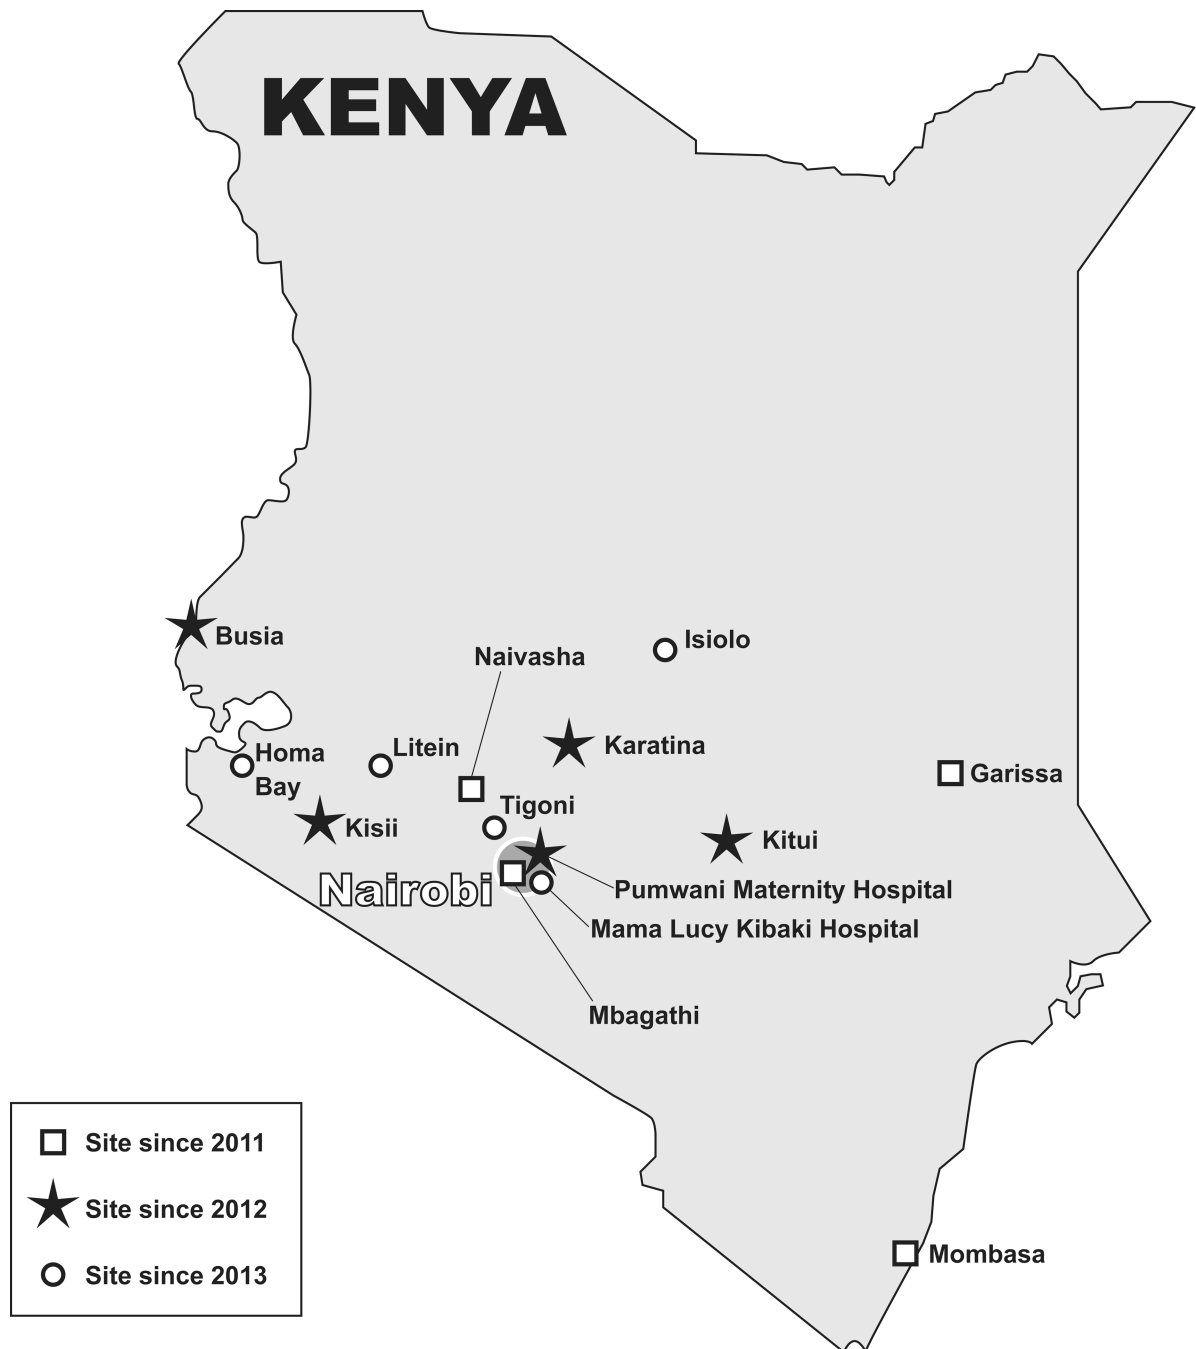 KENYA
Busia
Naivasha
Isiolo
Homa
Bay
Litein
Karatina
Garissa
Tigoni
Kisii
Kitui
Nairobi
Pumwani Maternity Hospital
Mama Lucy Kibaki Hospital
Mbagathi
Site since 2011
Site since 2012
Site since 2013
Mombasa